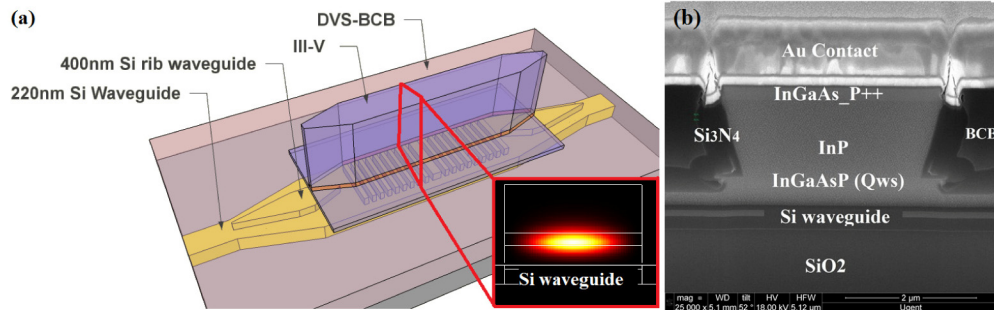 (a)
DVS-BCB
III-V
400nm Si rib waveguide
220nm Si Waveguide
Si waveguide
(b)
Au Contact
InGaAs_P++
Si3N4
BCB
InP
InGaAsP (Qws)
Si waveguide
SiO2
mag WD tilt HV HFW
25 000 x 5.1 mm 52 ° 18.00 kV 5.12 µm
2 µm
Ugent